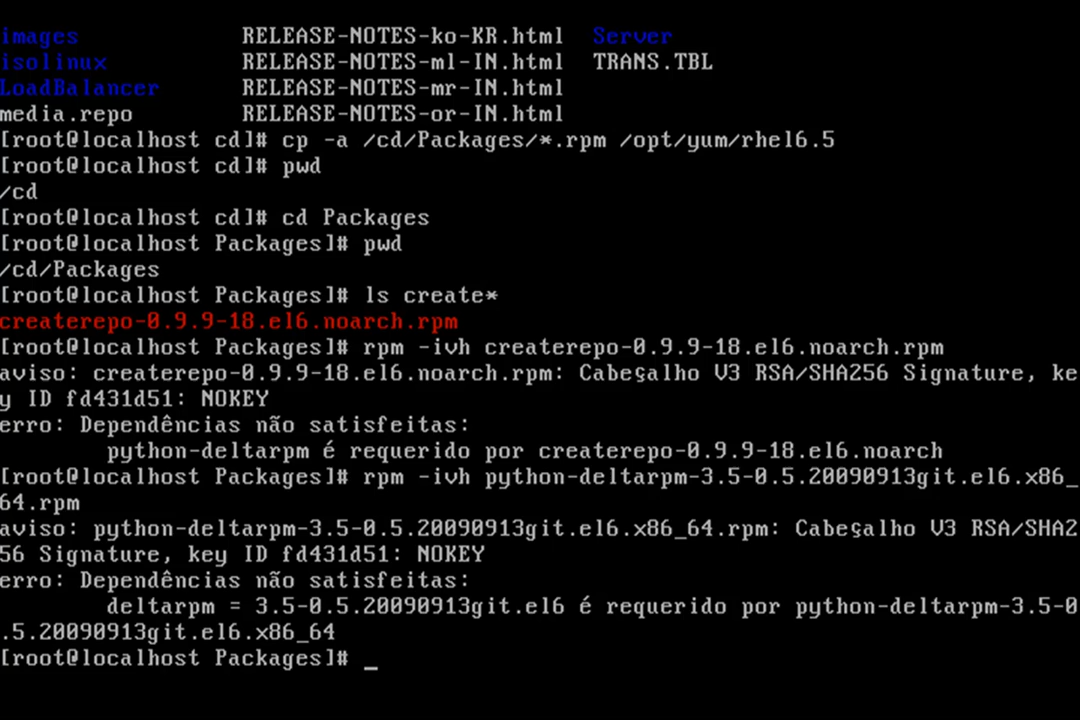 images RELEASE-NOTES-ko-KR.html Server
isolinux RELEASE-NOTES-ml-IN.html TRANS.TBL
LoadBalancer RELEASE-NOTES-mr-IN.html
media.repo RELEASE-NOTES-or-IN.html
[root@localhost cd]# cp -a /cd/Packages/*.rpm /opt/yum/rhel6.5
[root@localhost cd]# pwd
/cd
[root@localhost cd]# cd Packages
[root@localhost Packages]# pwd
/cd/Packages
[root@localhost Packages]# ls create*
createrepo-0.9.9-18.el6.noarch.rpm
[root@localhost Packages]# rpm -ivh createrepo-0.9.9-18.el6.noarch.rpm
aviso: createrepo-0.9.9-18.el6.noarch.rpm: Cabeçalho V3 RSA/SHA256 Signature, ke
y ID fd431d51: NOKEY
erro: Dependências não satisfeitas:
python-deltarpm é requerido por createrepo-0.9.9-18.el6.noarch
[root@localhost Packages]# rpm -ivh python-deltarpm-3.5-0.5.20090913git.el6.x86_
64.rpm
aviso: python-deltarpm-3.5-0.5.20090913git.el6.x86_64.rpm: Cabeçalho V3 RSA/SHA2
56 Signature, key ID fd431d51: NOKEY
erro: Dependências não satisfeitas:
deltarpm = 3.5-0.5.20090913git.el6 é requerido por python-deltarpm-3.5-0
.5.20090913git.el6.x86_64
[root@localhost Packages]# _